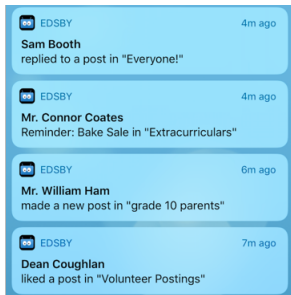 EDSBY 4m ago
Sam Booth
replied to a post in "Everyone!"
EDSBY 4m ago
Mr. Connor Coates
Reminder: Bake Sale in "Extracurriculars"
EDSBY 6m ago
Mr. William Ham
made a new post in "grade 10 parents"
EDSBY 7m ago
Dean Coughlan
liked a post in "Volunteer Postings"